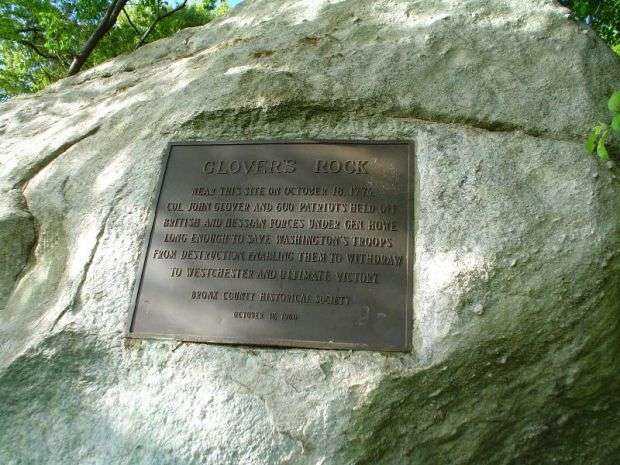 GLOVER'S ROCK
NEAR THIS SITE ON OCTOBER 18, 1776
COL. JOHN GLOVER AND 600 PATRIOTS HELD OFF
BRITISH AND HESSIAN FORCES UNDER GEN. HOWE
LONG ENOUGH TO SAVE WASHINGTON'S TROOPS
FROM DESTRUCTION, ENABLING THEM TO WITHDRAW
TO WESTCHESTER AND ULTIMATE VICTORY
BRONX COUNTY HISTORICAL SOCIETY
OCTOBER 1960